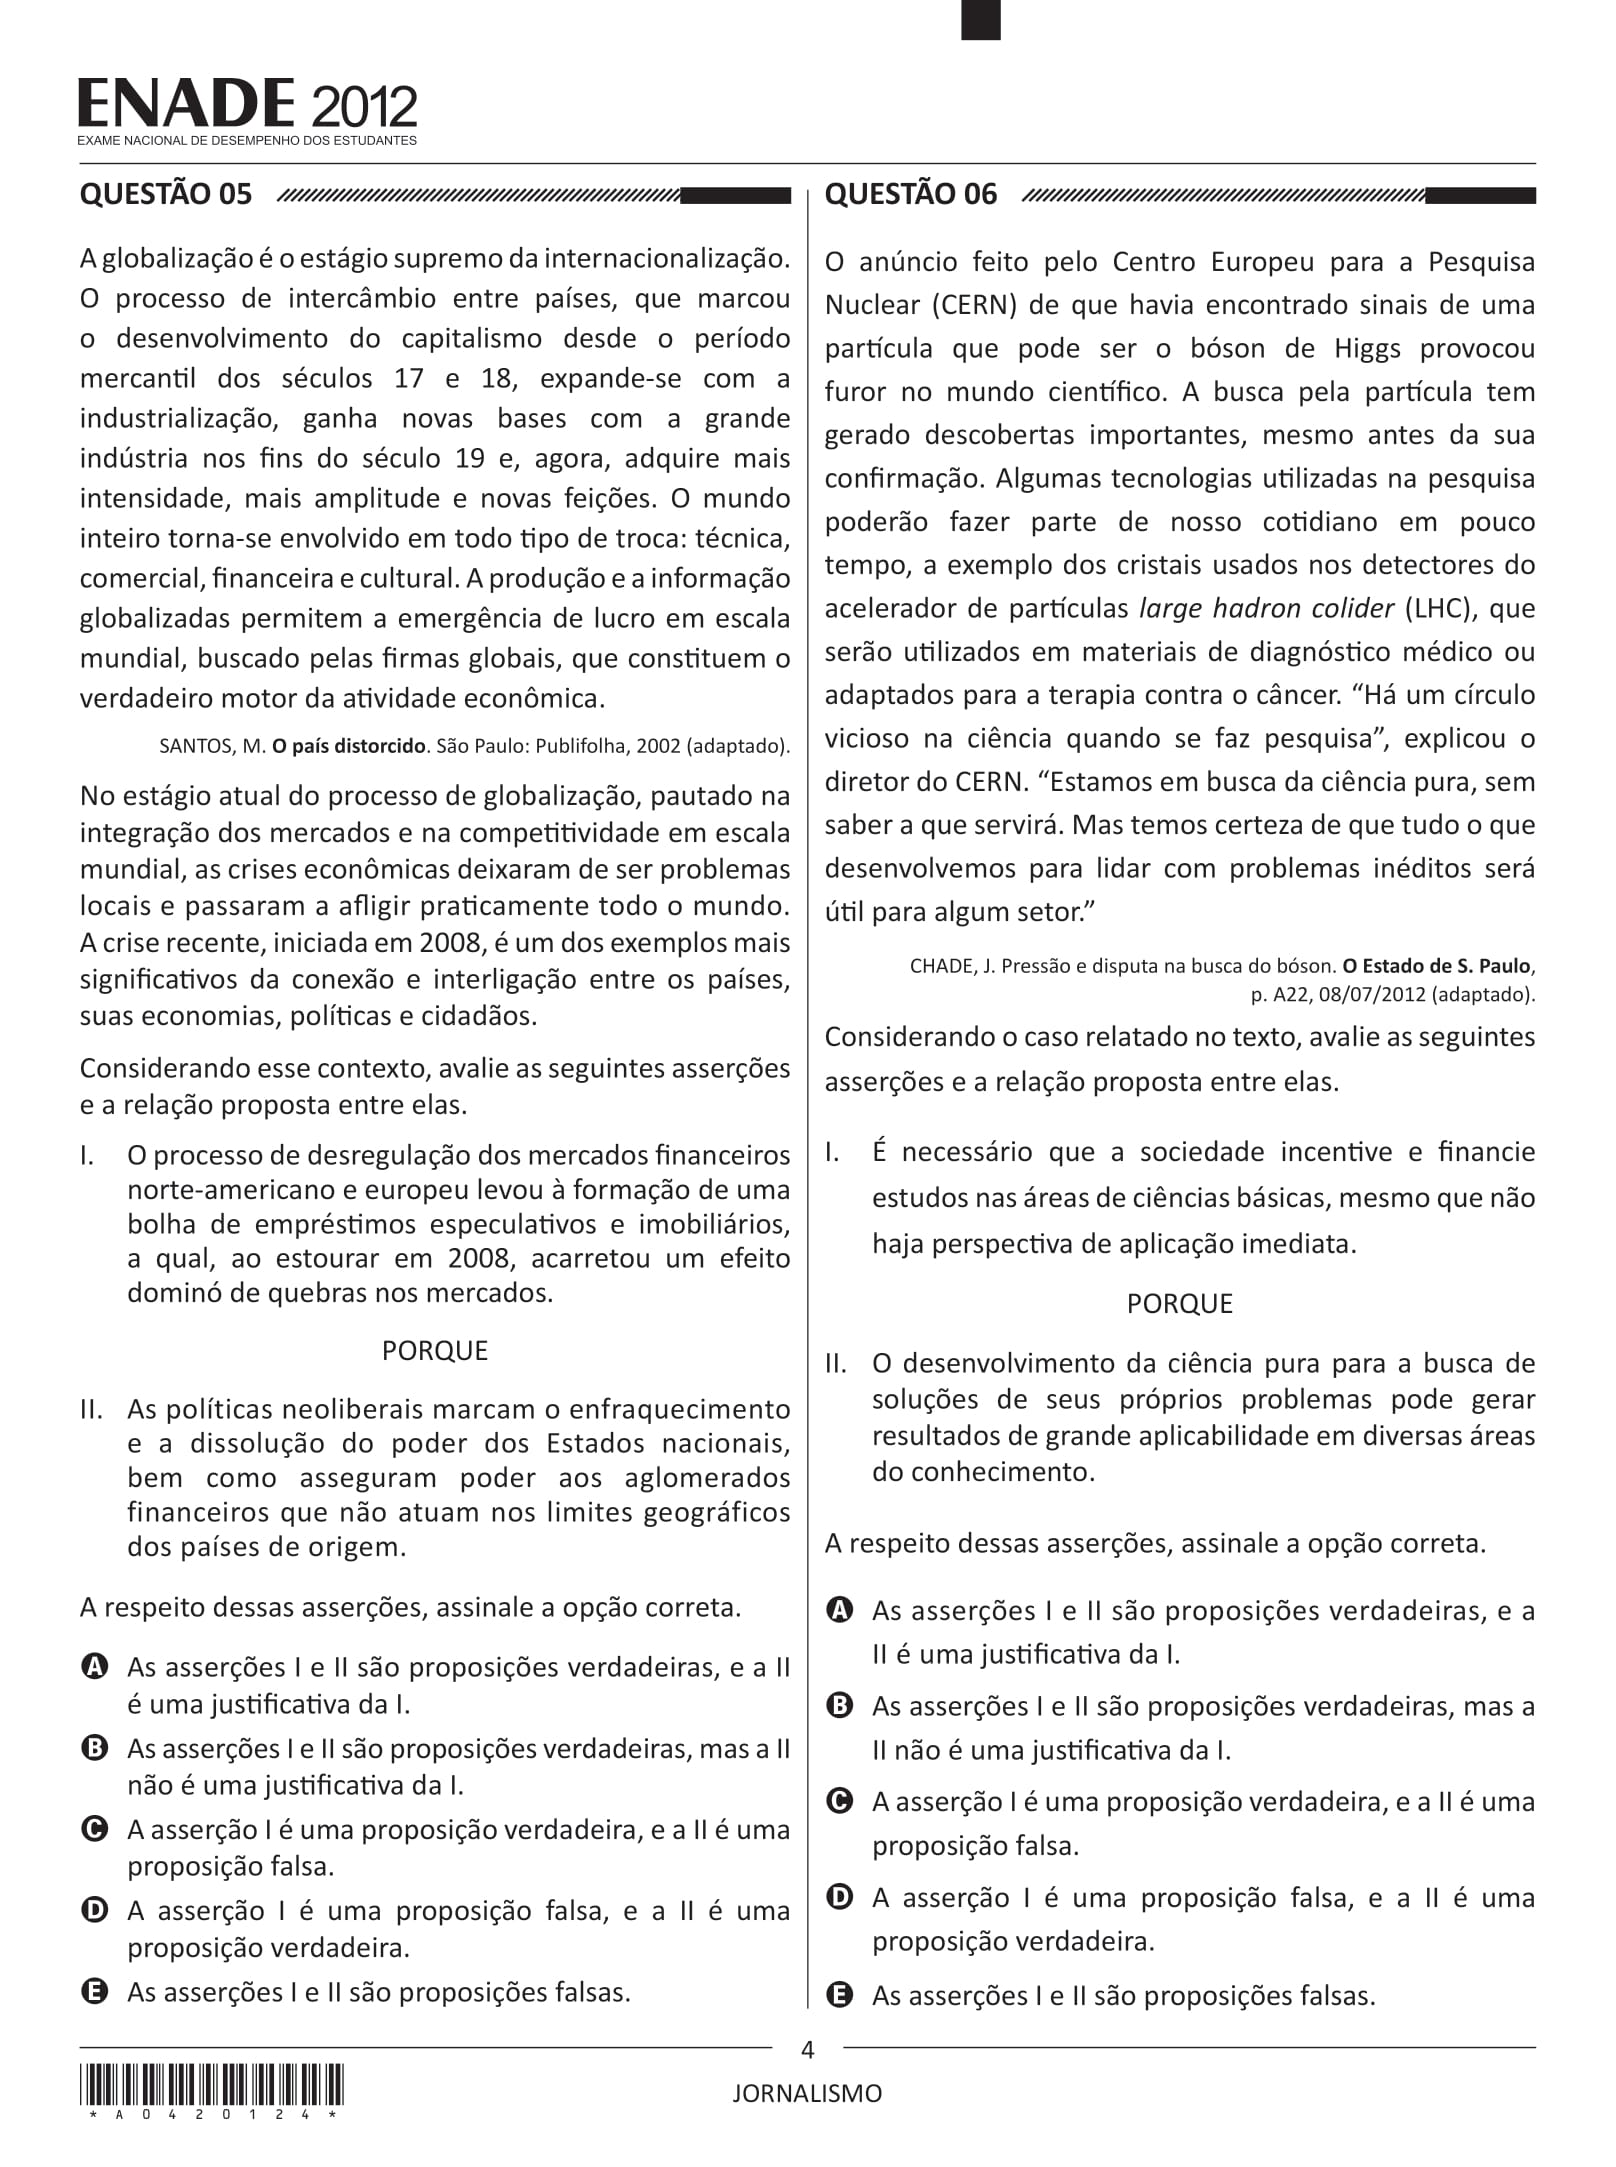 ENADE 2012
EXAME NACIONAL DE DESEMPENHO DOS ESTUDANTES
QUESTÃO 05
A globalização é o estágio supremo da internacionalização.
O processo de intercâmbio entre países, que marcou
o desenvolvimento do capitalismo desde o período
mercantil dos séculos 17 e 18, expande-se com a
industrialização, ganha novas bases com a grande
indústria nos fins do século 19 e, agora, adquire mais
intensidade, mais amplitude e novas feições. O mundo
inteiro torna-se envolvido em todo tipo de troca: técnica,
comercial, financeira e cultural. A produção e a informação
globalizadas permitem a emergência de lucro em escala
mundial, buscado pelas firmas globais, que constituem o
verdadeiro motor da atividade econômica.
SANTOS, M. O país distorcido. São Paulo: Publifolha, 2002 (adaptado).
No estágio atual do processo de globalização, pautado na
integração dos mercados e na competitividade em escala
mundial, as crises econômicas deixaram de ser problemas
locais e passaram a afligir praticamente todo o mundo.
A crise recente, iniciada em 2008, é um dos exemplos mais
significativos da conexão e interligação entre os países,
suas economias, políticas e cidadãos.
Considerando esse contexto, avalie as seguintes asserções
e a relação proposta entre elas.
I. O processo de desregulação dos mercados financeiros
norte-americano e europeu levou à formação de uma
bolha de empréstimos especulativos e imobiliários,
a qual, ao estourar em 2008, acarretou um efeito
dominó de quebras nos mercados.
PORQUE
II. As políticas neoliberais marcam o enfraquecimento
e a dissolução do poder dos Estados nacionais,
bem como asseguram poder aos aglomerados
financeiros que não atuam nos limites geográficos
dos países de origem.
A respeito dessas asserções, assinale a opção correta.
A As asserções I e II são proposições verdadeiras, e a II
é uma justificativa da I.
B As asserções I e II são proposições verdadeiras, mas a II
não é uma justificativa da I.
C A asserção I é uma proposição verdadeira, e a II é uma
proposição falsa.
D A asserção I é uma proposição falsa, e a II é uma
proposição verdadeira.
E As asserções I e II são proposições falsas.
QUESTÃO 06
O anúncio feito pelo Centro Europeu para a Pesquisa
Nuclear (CERN) de que havia encontrado sinais de uma
partícula que pode ser o bóson de Higgs provocou
furor no mundo científico. A busca pela partícula tem
gerado descobertas importantes, mesmo antes da sua
confirmação. Algumas tecnologias utilizadas na pesquisa
poderão fazer parte de nosso cotidiano em pouco
tempo, a exemplo dos cristais usados nos detectores do
acelerador de partículas large hadron colider (LHC), que
serão utilizados em materiais de diagnóstico médico ou
adaptados para a terapia contra o câncer. “Há um círculo
vicioso na ciência quando se faz pesquisa”, explicou o
diretor do CERN. “Estamos em busca da ciência pura, sem
saber a que servirá. Mas temos certeza de que tudo o que
desenvolvemos para lidar com problemas inéditos será
útil para algum setor.”
CHADE, J. Pressão e disputa na busca do bóson. O Estado de S. Paulo,
p. A22, 08/07/2012 (adaptado).
Considerando o caso relatado no texto, avalie as seguintes
asserções e a relação proposta entre elas.
I. É necessário que a sociedade incentive e financie
estudos nas áreas de ciências básicas, mesmo que não
haja perspectiva de aplicação imediata.
PORQUE
II. O desenvolvimento da ciência pura para a busca de
soluções de seus próprios problemas pode gerar
resultados de grande aplicabilidade em diversas áreas
do conhecimento.
A respeito dessas asserções, assinale a opção correta.
A As asserções I e II são proposições verdadeiras, e a
II é uma justificativa da I.
B As asserções I e II são proposições verdadeiras, mas a
II não é uma justificativa da I.
C A asserção I é uma proposição verdadeira, e a II é uma
proposição falsa.
D A asserção I é uma proposição falsa, e a II é uma
proposição verdadeira.
E As asserções I e II são proposições falsas.
4
JORNALISMO
* A 0 4 2 0 1 2 4 *